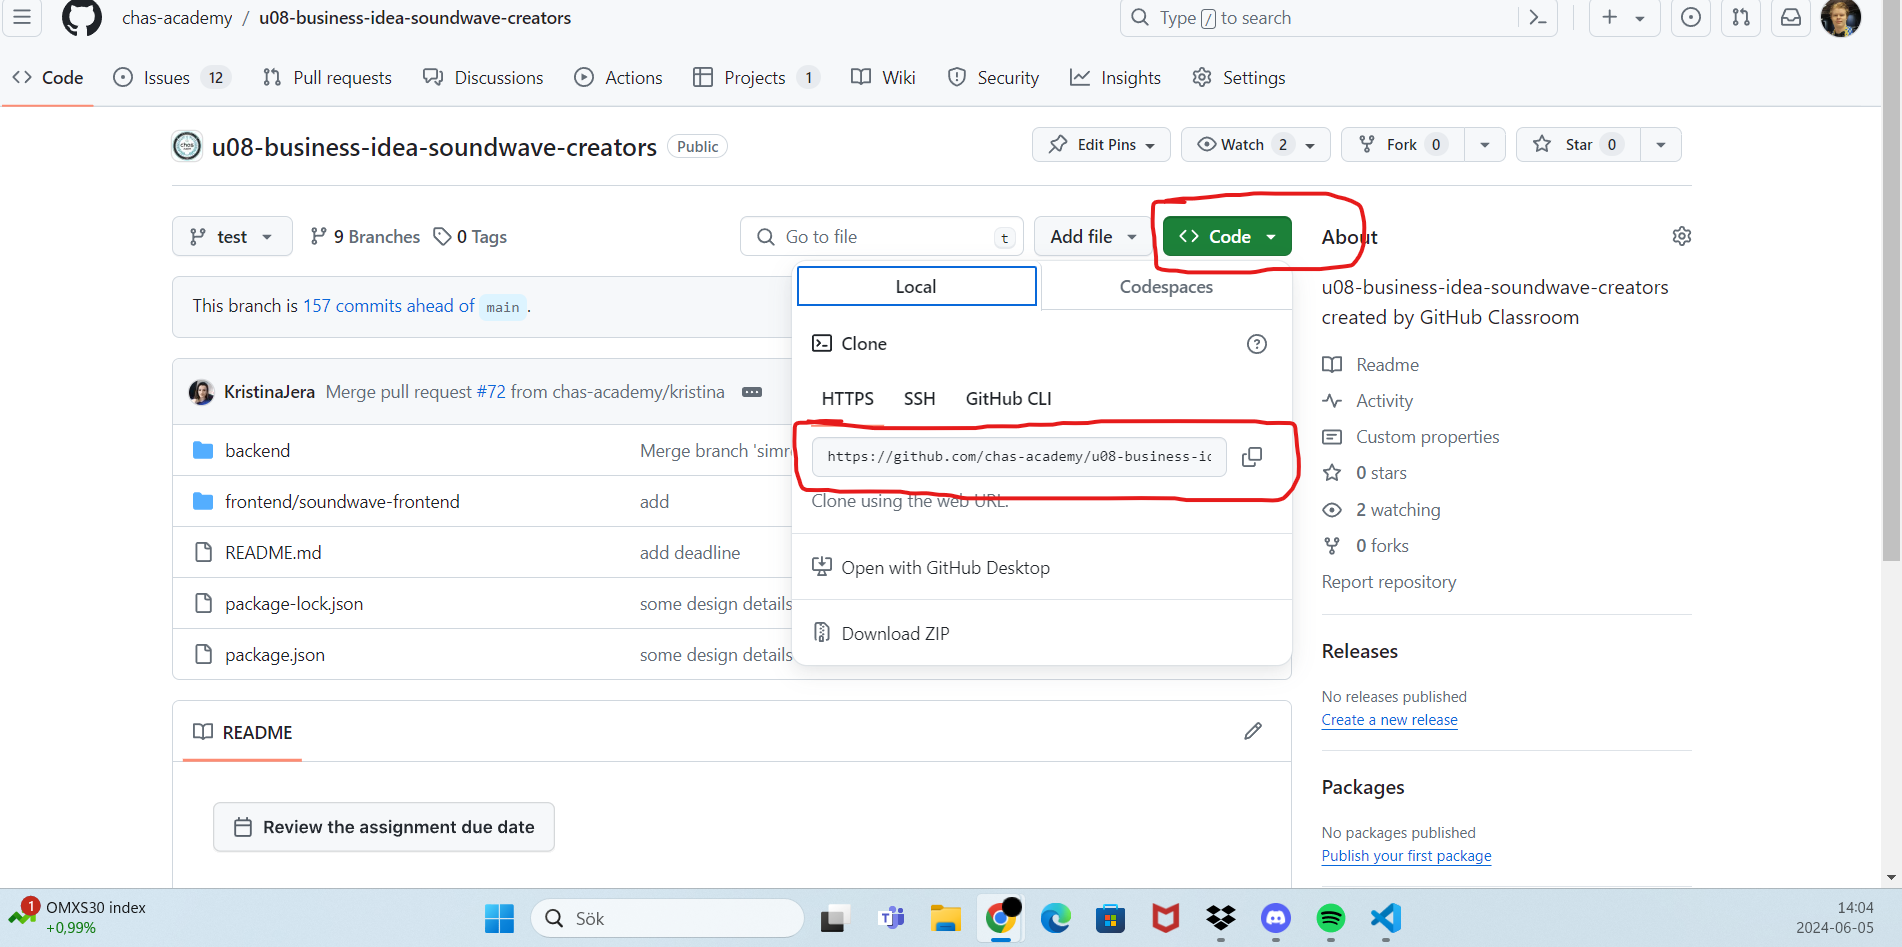 chas-academy / u08-business-idea-soundwave-creators
Type / to search
Code Issues 12 Pull requests Discussions Actions Projects 1 Wiki Security Insights Settings
u08-business-idea-soundwave-creators Public
Edit Pins Watch 2 Fork 0 Star 0
test 9 Branches 0 Tags
Go to file t Add file Code
About
Local Codespaces
This branch is 157 commits ahead of main .
u08-business-idea-soundwave-creators
created by GitHub Classroom
Clone
Readme
KristinaJera Merge pull request #72 from chas-academy/kristina
HTTPS SSH GitHub CLI
Activity
Custom properties
backend Merge branch 'simr
https://github.com/chas-academy/u08-business-id
0 stars
frontend/soundwave-frontend add
Clone using the web URL.
2 watching
README.md add deadline
0 forks
Open with GitHub Desktop
Report repository
package-lock.json some design details
Download ZIP
package.json some design details
Releases
No releases published
Create a new release
README
Packages
Review the assignment due date
No packages published
Publish your first package
1
OMXS30 index
+0,99%
Sök
14:04
2024-06-05